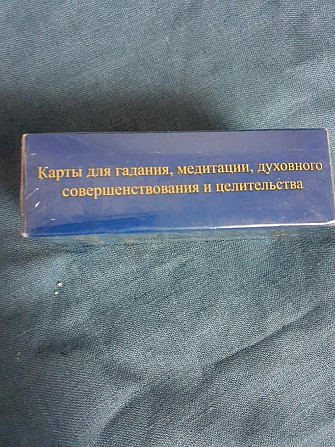 Карты для гадания, медитации, духовного
совершенствования и целительства